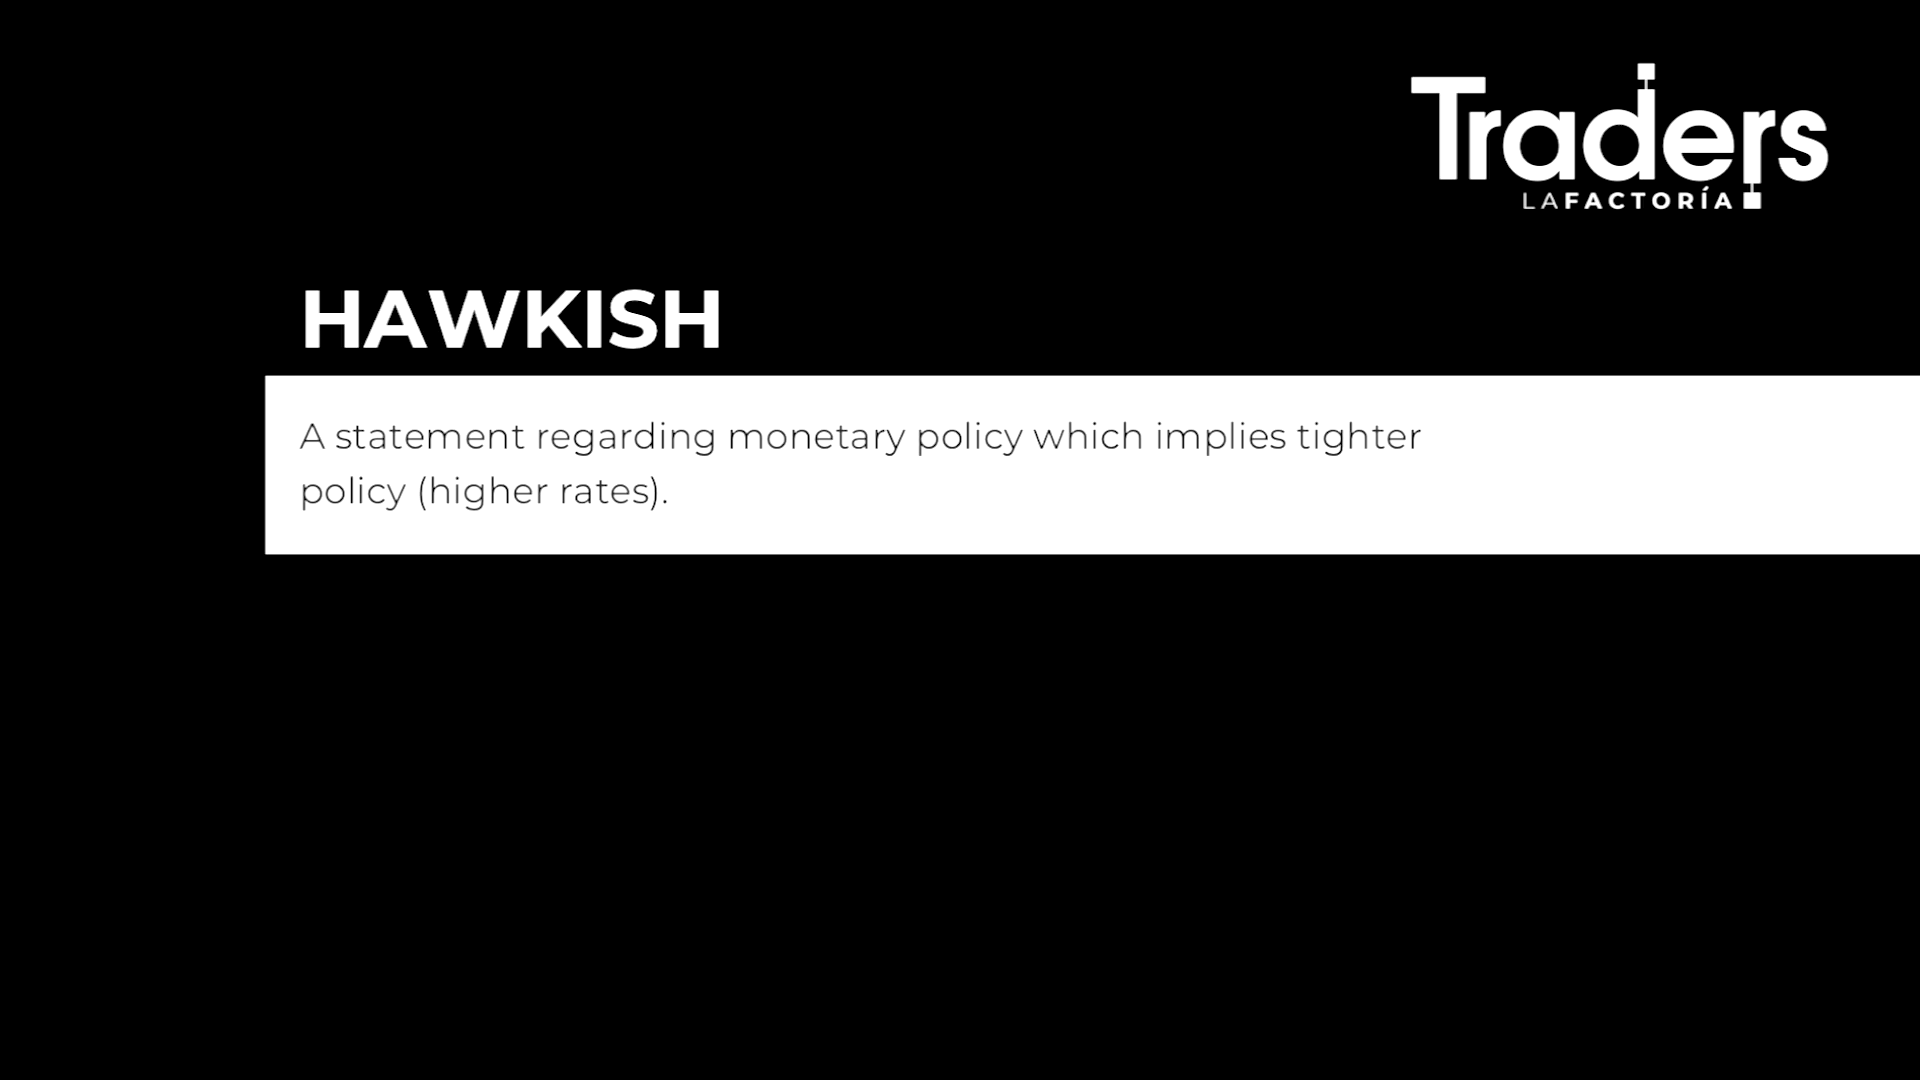 Traders
LAFACTORÍA
HAWKISH
A statement regarding monetary policy which implies tighter
policy (higher rates).